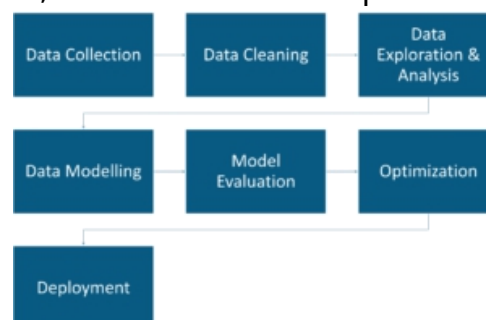 Data Collection
Data Cleaning
Data
Exploration &
Analysis
Data Modelling
Model
Evaluation
Optimization
Deployment